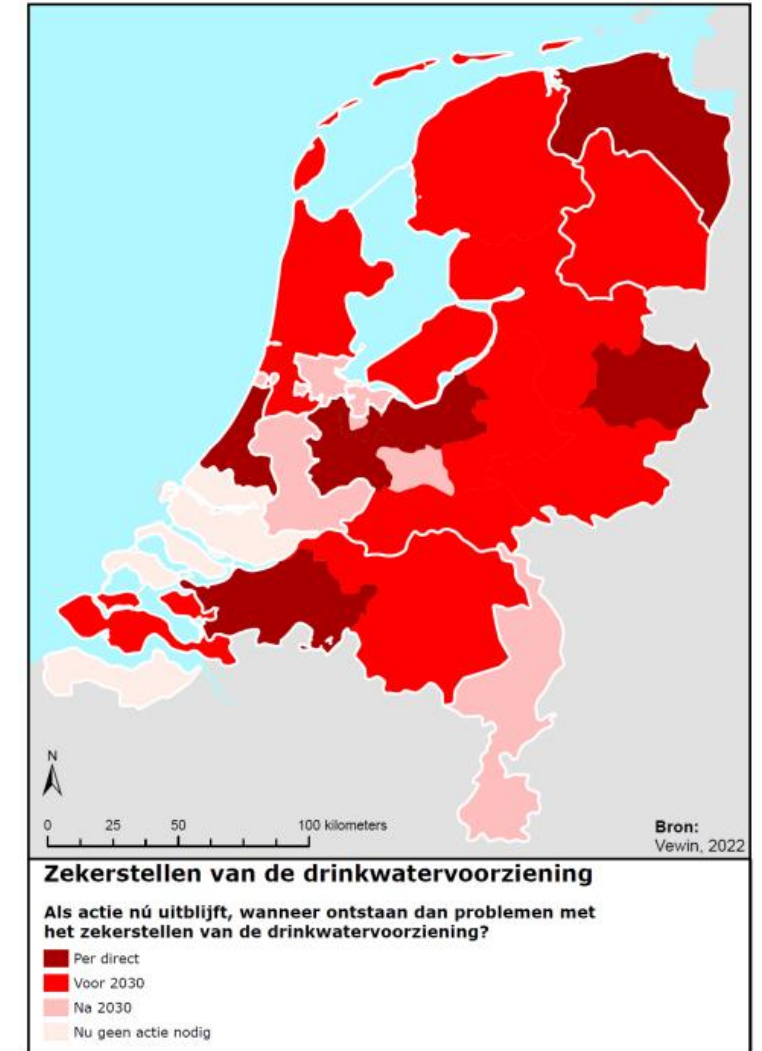 N
0 25 50 100 kilometers
Bron:
Vewin, 2022
Zekerstellen van de drinkwatervoorziening
Als actie nú uitblijft, wanneer ontstaan dan problemen met
het zekerstellen van de drinkwatervoorziening?
Per direct
Voor 2030
Na 2030
Nu geen actie nodig